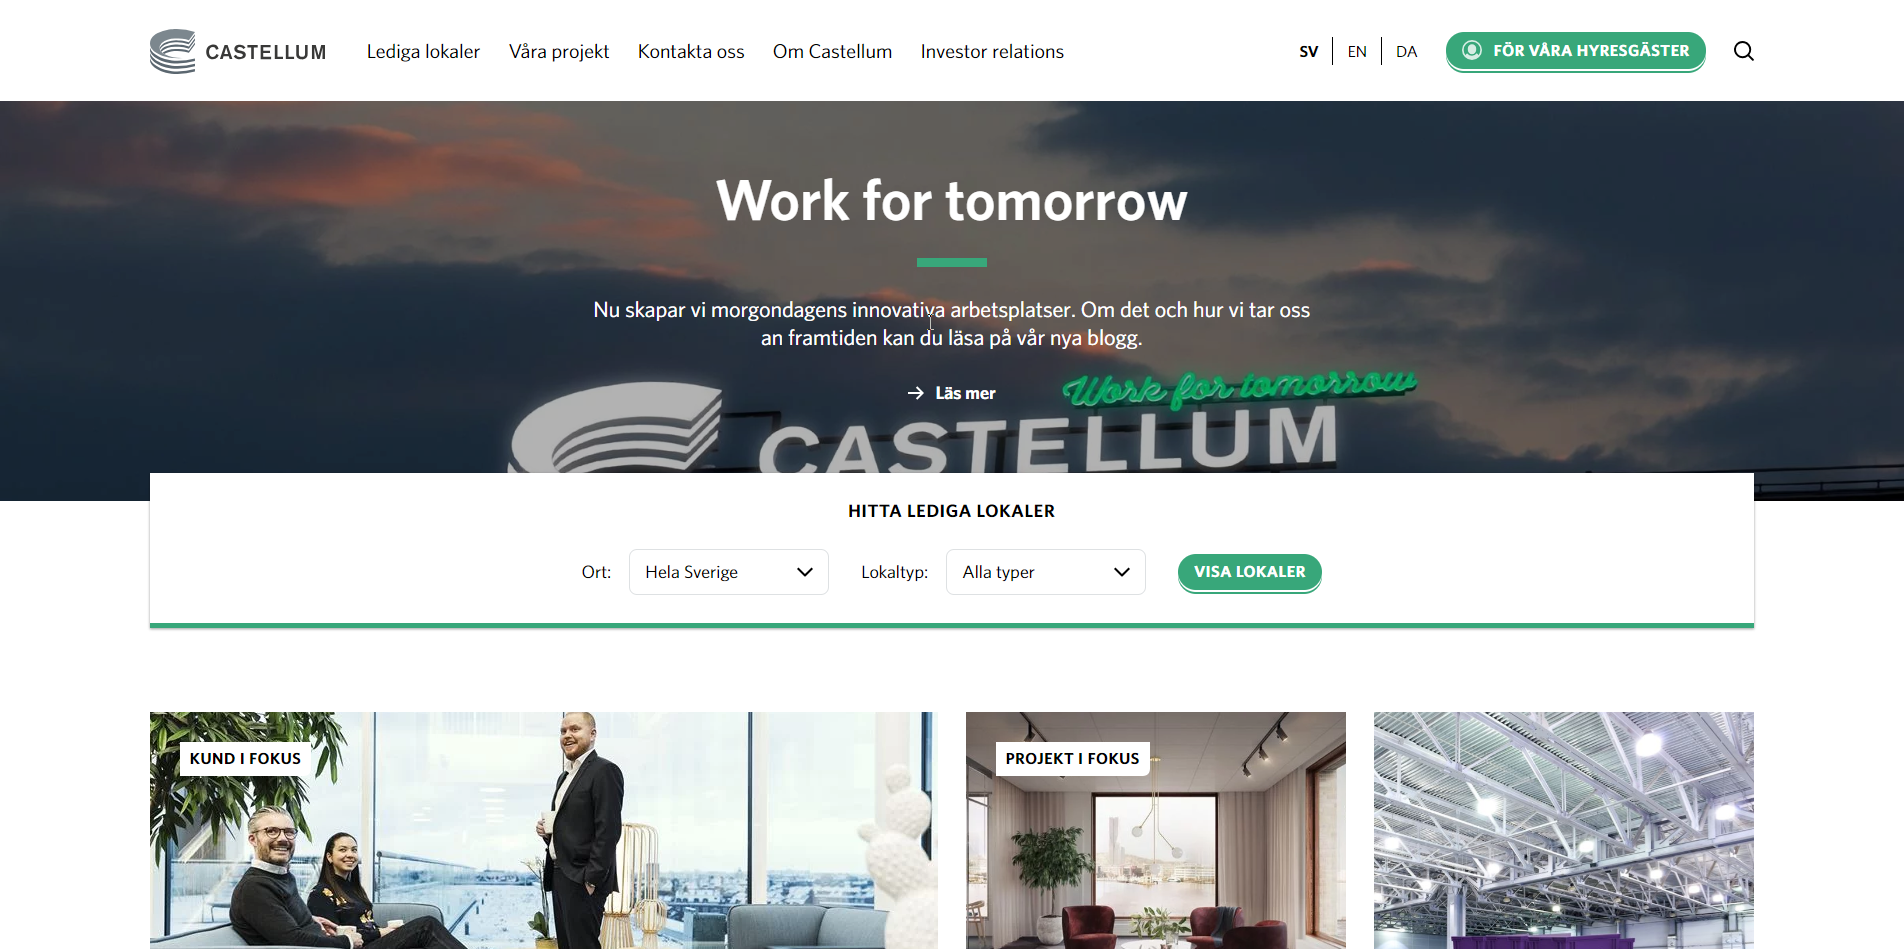 CASTELLUM
Lediga lokaler
Våra projekt
Kontakta oss
Om Castellum
Investor relations
SV
EN
DA
FÖR VÅRA HYRESGÄSTER
Work for tomorrow
Nu skapar vi morgondagens innovativa arbetsplatser. Om det och hur vi tar oss
an framtiden kan du läsa på vår nya blogg.
Läs mer
Work for tomorrow
CASTELLUM
HITTA LEDIGA LOKALER
Ort:
Hela Sverige
Lokaltyp:
Alla typer
VISA LOKALER
KUND I FOKUS
PROJEKT I FOKUS